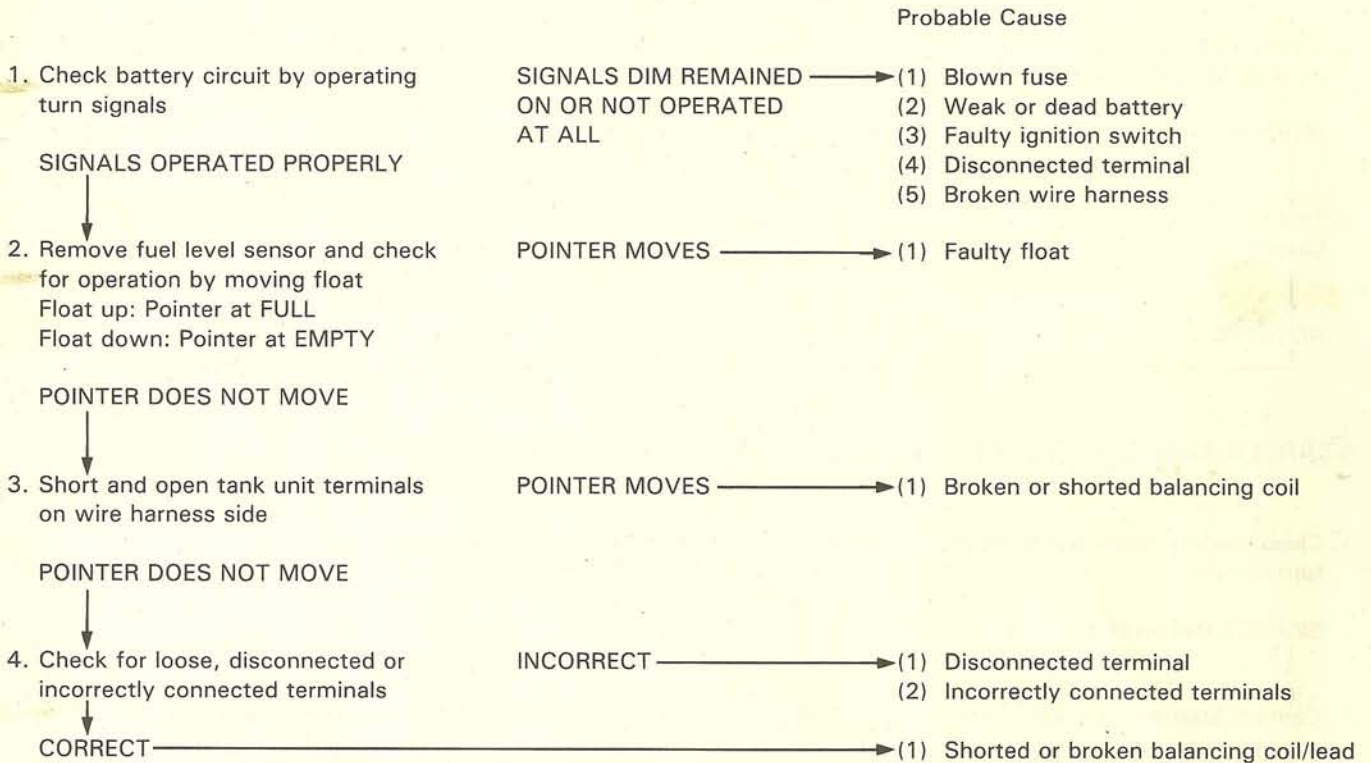 Probable Cause
1. Check battery circuit by operating
turn signals
SIGNALS DIM REMAINED
ON OR NOT OPERATED
AT ALL
(1) Blown fuse
(2) Weak or dead battery
(3) Faulty ignition switch
(4) Disconnected terminal
(5) Broken wire harness
SIGNALS OPERATED PROPERLY
2. Remove fuel level sensor and check
for operation by moving float
Float up: Pointer at FULL
Float down: Pointer at EMPTY
POINTER MOVES
(1) Faulty float
POINTER DOES NOT MOVE
3. Short and open tank unit terminals
on wire harness side
POINTER MOVES
(1) Broken or shorted balancing coil
POINTER DOES NOT MOVE
4. Check for loose, disconnected or
incorrectly connected terminals
INCORRECT
(1) Disconnected terminal
(2) Incorrectly connected terminals
CORRECT
(1) Shorted or broken balancing coil/lead